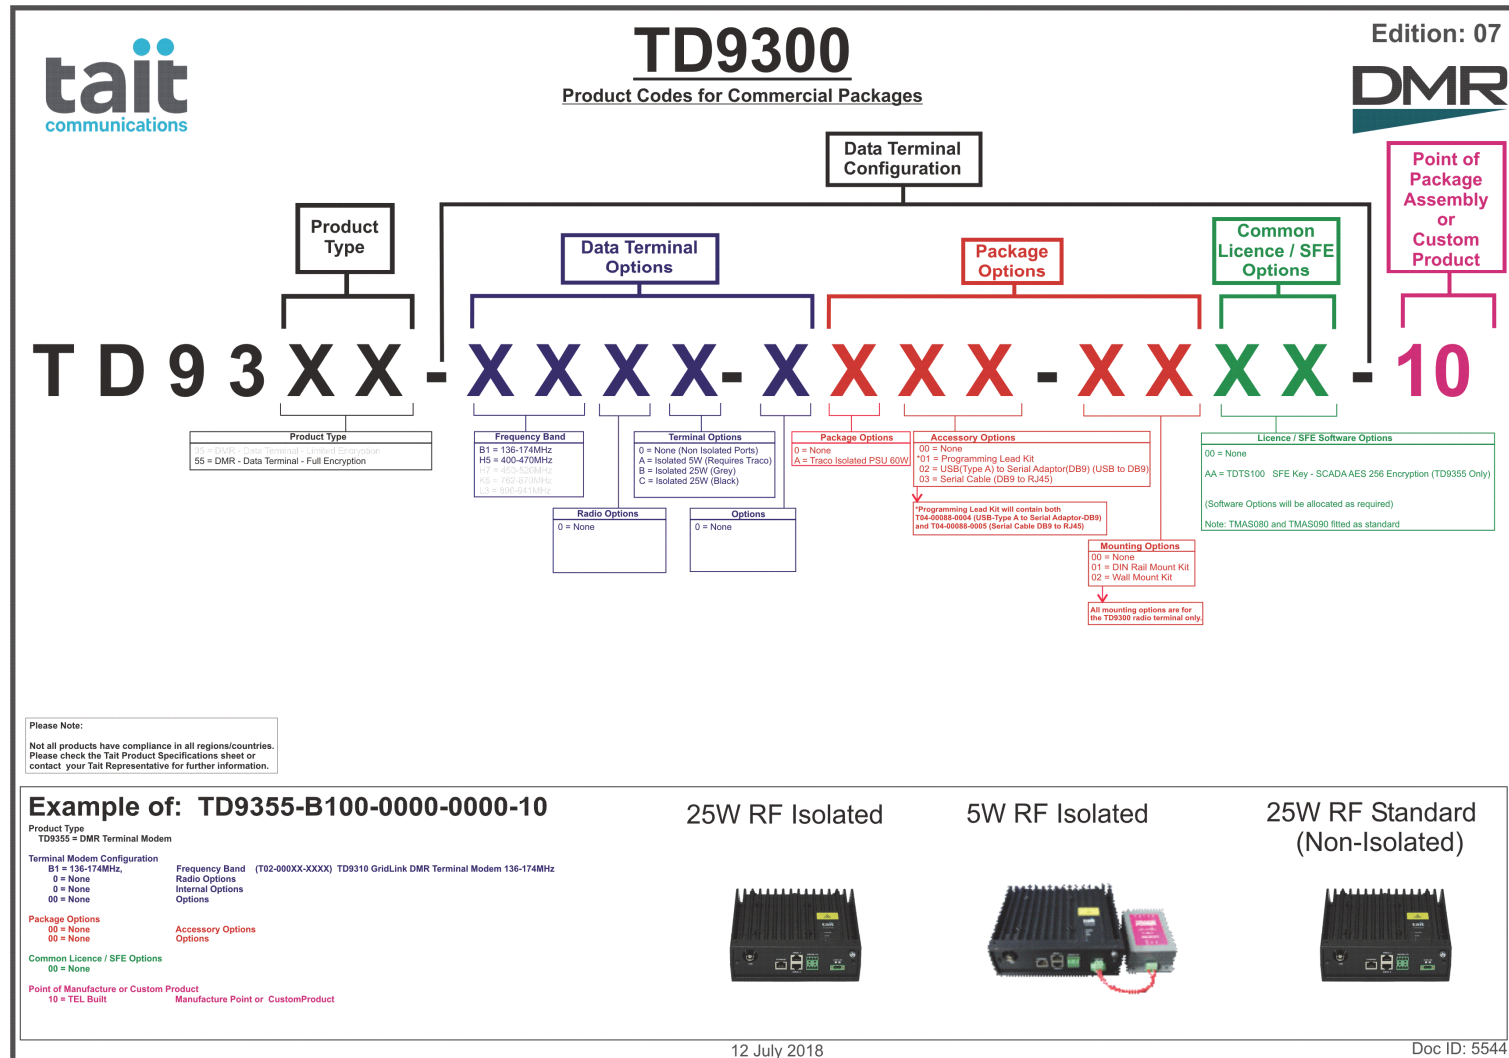 Edition: 07
tait
communications
TD9300
Product Codes for Commercial Packages
DMR
Data Terminal
Configuration
Point of
Package
Assembly
or
Custom
Product
Product
Type
Data Terminal
Options
Package
Options
Common
Licence / SFE
Options
T D 9 3 X X - X X X X - X X X X - X X X X - 10
Product Type
35 = DMR - Data Terminal - Limited Encryption
55 = DMR - Data Terminal - Full Encryption
Frequency Band
B1 = 136-174MHz
H5 = 400-470MHz
H7 = 450-520MHz
K5 = 762-870MHz
L3 = 896-941MHz
Radio Options
0 = None
Terminal Options
0 = None (Non Isolated Ports)
A = Isolated 5W (Requires Traco)
B = Isolated 25W (Grey)
C = Isolated 25W (Black)
Options
0 = None
Package Options
0 = None
A = Traco Isolated PSU 60W
Accessory Options
00 = None
*01 = Programming Lead Kit
02 = USB(Type A) to Serial Adaptor(DB9) (USB to DB9)
03 = Serial Cable (DB9 to RJ45)
*Programming Lead Kit will contain both
T04-00088-0004 (USB-Type A to Serial Adaptor-DB9)
and T04-00088-0005 (Serial Cable DB9 to RJ45)
Mounting Options
00 = None
01 = DIN Rail Mount Kit
02 = Wall Mount Kit
All mounting options are for
the TD9300 radio terminal only.
Licence / SFE Software Options
00 = None
AA = TDTS100 SFE Key - SCADA AES 256 Encryption (TD9355 Only)
(Software Options will be allocated as required)
Note: TMAS080 and TMAS090 fitted as standard
Please Note:
Not all products have compliance in all regions/countries.
Please check the Tait Product Specifications sheet or
contact your Tait Representative for further information.
Example of: TD9355-B100-0000-0000-10
Product Type
TD9355 = DMR Terminal Modem
Terminal Modem Configuration
B1 = 136-174MHz, Frequency Band (T02-000XX-XXXX) TD9310 GridLink DMR Terminal Modem 136-174MHz
0 = None Radio Options
0 = None Internal Options
00 = None Options
Package Options
00 = None Accessory Options
00 = None Options
Common Licence / SFE Options
00 = None
Point of Manufacture or Custom Product
10 = TEL Built Manufacture Point or CustomProduct
25W RF Isolated
5W RF Isolated
25W RF Standard
(Non-Isolated)
tait
tait
tait
12 July 2018
Doc ID: 5544